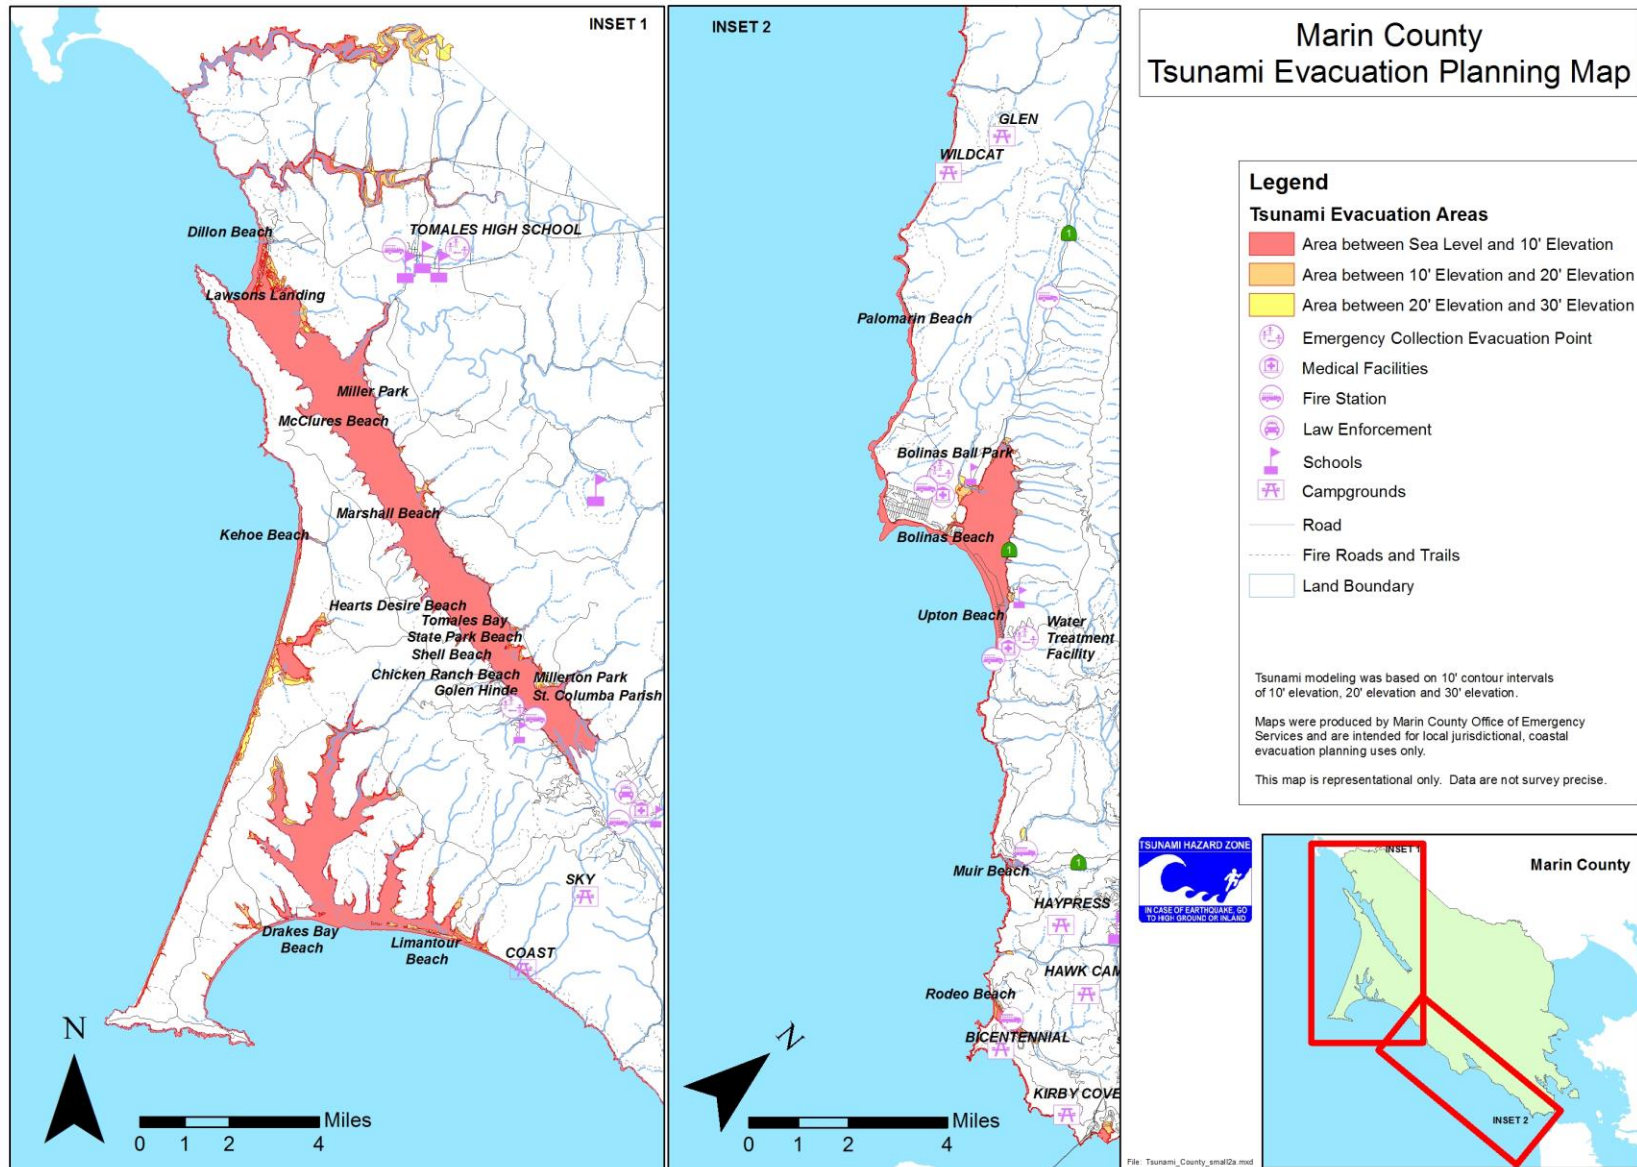 INSET 1
Dillon Beach
TOMALES HIGH SCHOOL
Lawsons Landing
Miller Park
McClures Beach
Marshall Beach
Kehoe Beach
Hearts Desire Beach
Tomales Bay
State Park Beach
Shell Beach
Chicken Ranch Beach
Millerton Park
Golen Hinde
St. Columba Parish
SKY
Drakes Bay
Beach
Limantour
Beach
COAST
N
Miles
0 1 2 4
INSET 2
GLEN
WILDCAT
1
Palomarin Beach
Bolinas Ball Park
Bolinas Beach
1
Upton Beach
Water
Treatment
Facility
Muir Beach
1
HAYPRESS
HAWK CAM
Rodeo Beach
BICENTENNIAL
KIRBY COVE
N
Miles
0 1 2 4
Marin County
Tsunami Evacuation Planning Map
Legend
Tsunami Evacuation Areas
Area between Sea Level and 10' Elevation
Area between 10' Elevation and 20' Elevation
Area between 20' Elevation and 30' Elevation
Emergency Collection Evacuation Point
Medical Facilities
Fire Station
Law Enforcement
Schools
Campgrounds
Road
Fire Roads and Trails
Land Boundary
Tsunami modeling was based on 10' contour intervals
of 10' elevation, 20' elevation and 30' elevation.
Maps were produced by Marin County Office of Emergency
Services and are intended for local jurisdictional, coastal
evacuation planning uses only.
This map is representational only. Data are not survey precise.
TSUNAMI HAZARD ZONE
IN CASE OF EARTHQUAKE, GO
TO HIGH GROUND OR INLAND
INSET 1
Marin County
INSET 2
File: Tsunami_County_small2a.mxd